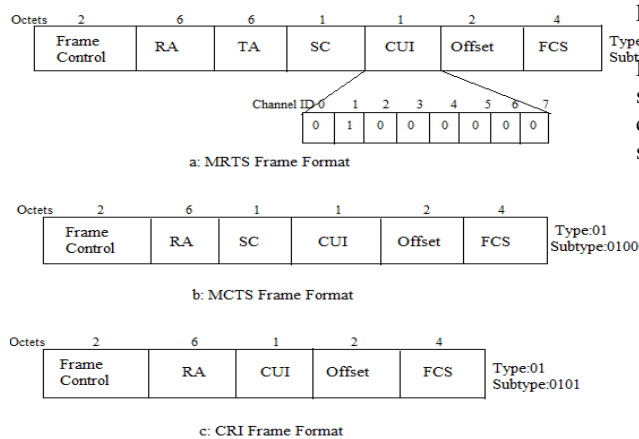 Octets 2 6 6 1 1 2 4
Frame Control RA TA SC CUI Offset FCS
Channel ID 0 1 2 3 4 5 6 7
0 1 0 0 0 0 0 0
a: MRTS Frame Format
Octets 2 6 1 1 2 4
Frame Control RA SC CUI Offset FCS
Type:01
Subtype:0100
b: MCTS Frame Format
Octets 2 6 1 2 4
Frame Control RA CUI Offset FCS
Type:01
Subtype:0101
c: CRI Frame Format